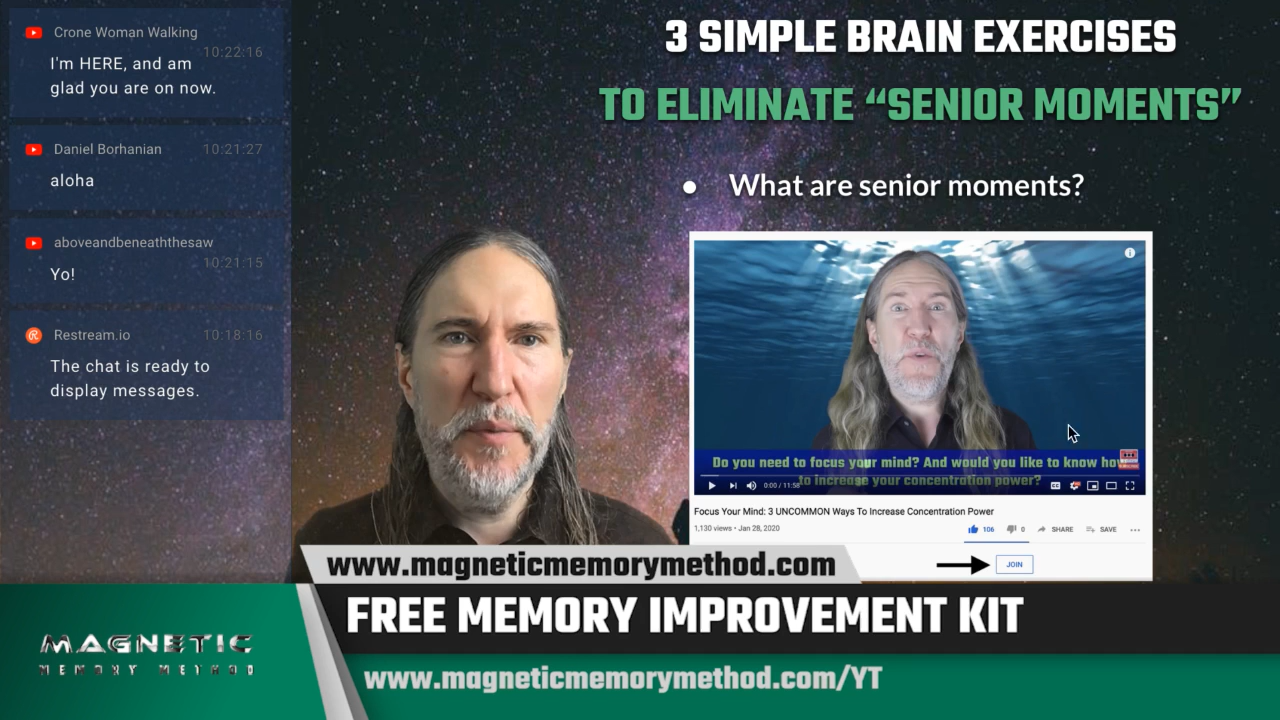 Crone Woman Walking
10:22:16
I'm HERE, and am
glad you are on now.
Daniel Borhanian 10:21:27
aloha
aboveandbeneaththesaw
10:21:15
Yo!
Restream.io 10:18:16
The chat is ready to
display messages.
3 SIMPLE BRAIN EXERCISES
TO ELIMINATE “SENIOR MOMENTS”
• What are senior moments?
Do you need to focus your mind? And would you like to know how
to increase your concentration power?
0:00 / 11:58
Focus Your Mind: 3 UNCOMMON Ways To Increase Concentration Power
1,130 views • Jan 28, 2020
106 0 SHARE SAVE
JOIN
www.magneticmemorymethod.com
FREE MEMORY IMPROVEMENT KIT
www.magneticmemorymethod.com/YT
MAGNETIC
MEMORY METHOD